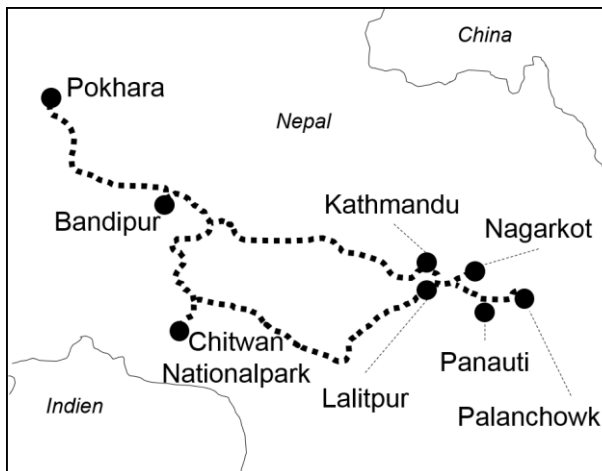 China
Pokhara
Nepal
Kathmandu
Nagarkot
Bandipur
Chitwan
Nationalpark
Panauti
Lalitpur
Indien
Palanchowk